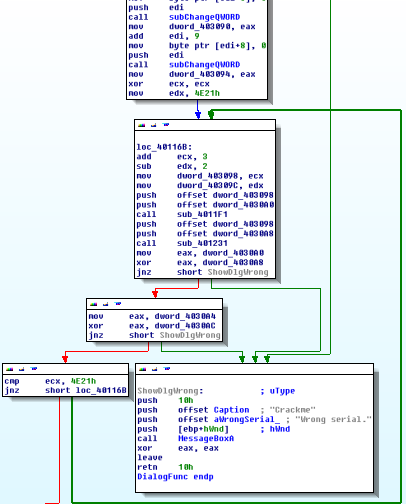 push edi
call subChangeQWORD
mov dword_403090, eax
add edi, 9
mov byte ptr [edi+8], 0
push edi
call subChangeQWORD
mov dword_403094, eax
xor ecx, ecx
mov edx, 4E21h
loc_40116B:
add ecx, 3
sub edx, 2
mov dword_403098, ecx
mov dword_40309C, edx
push offset dword_403098
push offset dword_4030A0
call sub_4011F1
push offset dword_403098
push offset dword_4030A8
call sub_401231
mov eax, dword_4030A0
xor eax, dword_4030A8
jnz short ShowDlgWrong
mov eax, dword_4030A4
xor eax, dword_4030AC
jnz short ShowDlgWrong
cmp ecx, 4E21h
jnz short loc_40116B
ShowDlgWrong: ; uType
push 10h
push offset Caption ; "Crackme"
push offset aWrongSerial_ ; "Wrong serial."
push [ebp+hWnd] ; hWnd
call MessageBoxA
xor eax, eax
leave
retn 10h
DialogFunc endp